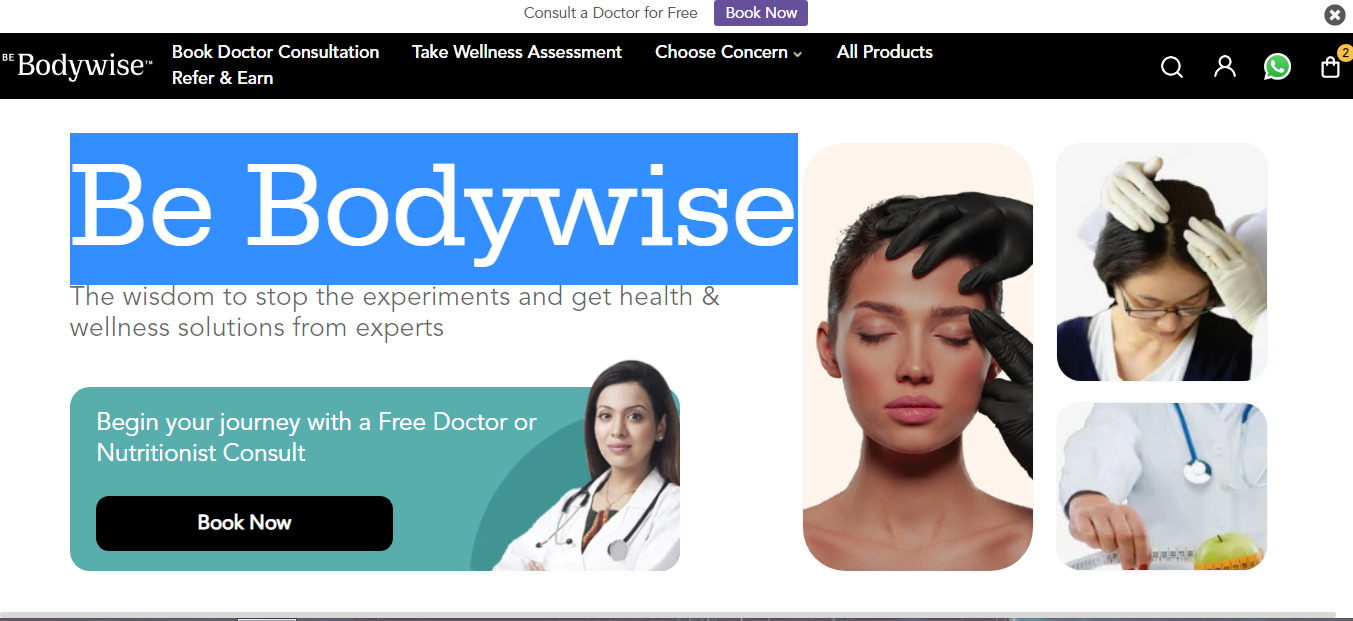 Consult a Doctor for Free Book Now
BE Bodywise™
Book Doctor Consultation Take Wellness Assessment Choose Concern All Products
Refer & Earn
2
Be Bodywise
The wisdom to stop the experiments and get health &
wellness solutions from experts
Begin your journey with a Free Doctor or
Nutritionist Consult
Book Now